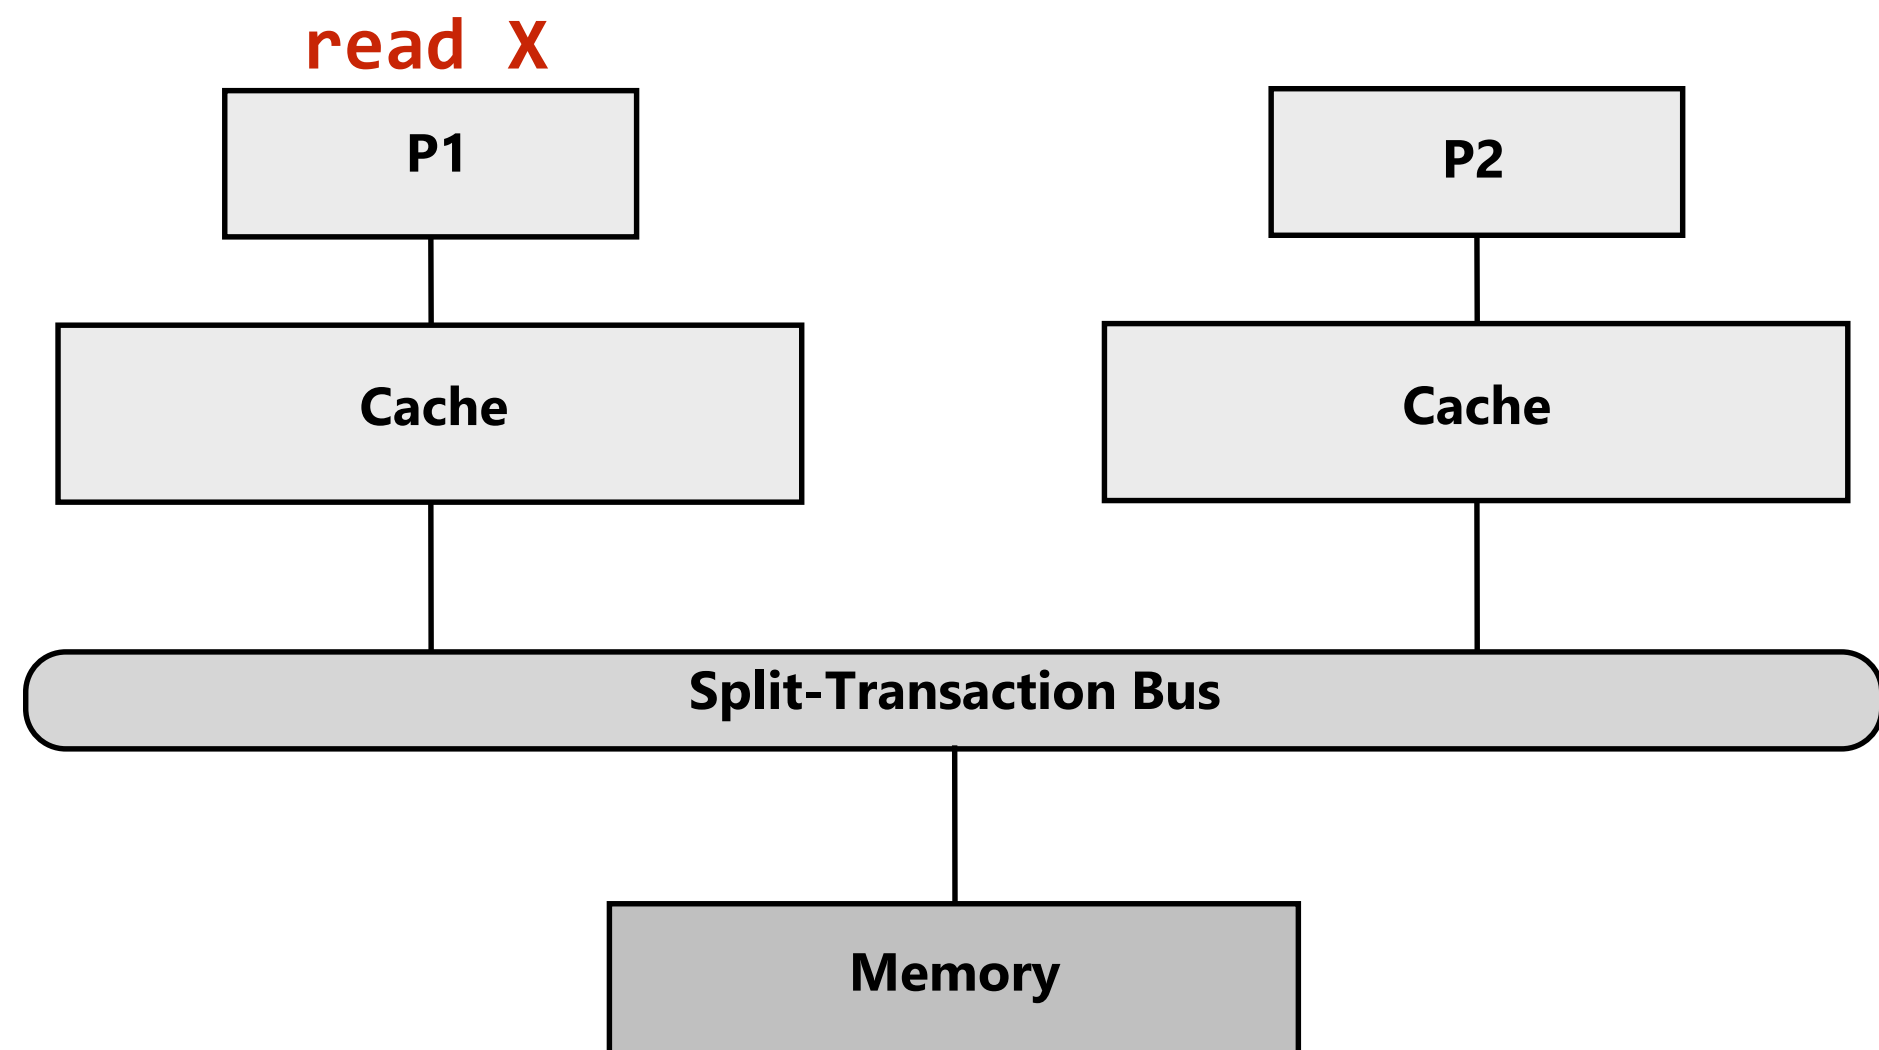 read X
P1
P2
Cache
Cache
Split-Transaction Bus
Memory